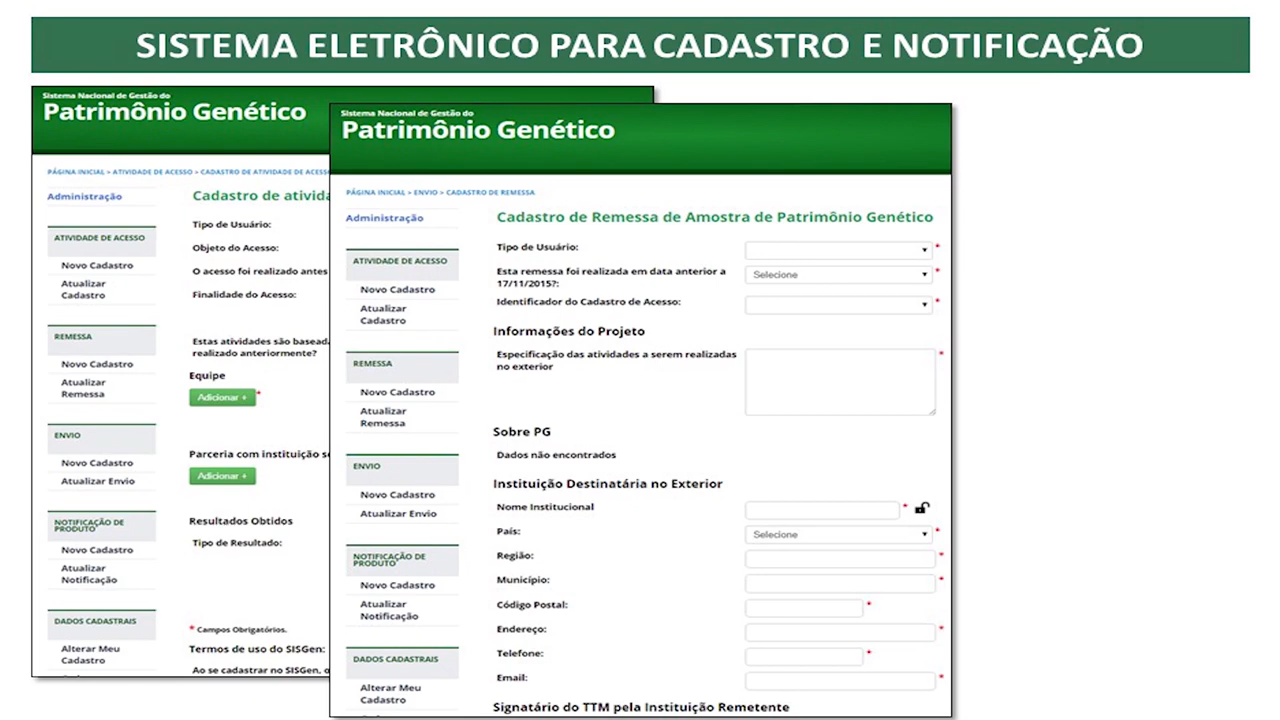 SISTEMA ELETRÔNICO PARA CADASTRO E NOTIFICAÇÃO
Sistema Nacional de Gestão do
Patrimônio Genético
PÁGINA INICIAL > ATIVIDADE DE ACESSO > CADASTRO DE ATIVIDADE DE ACESS
Administração
ATIVIDADE DE ACESSO
Novo Cadastro
Atualizar
Cadastro
REMESSA
Novo Cadastro
Atualizar
Remessa
ENVIO
Novo Cadastro
Atualizar Envio
NOTIFICAÇÃO DE
PRODUTO
Novo Cadastro
Atualizar
Notificação
DADOS CADASTRAIS
Alterar Meu
Cadastro
Cadastro de ativida
Tipo de Usuário:
Objeto do Acesso:
O acesso foi realizado antes
Finalidade do Acesso:
Estas atividades são basead
realizado anteriormente?
Equipe
Adicionar + *
Parceria com instituição s
Adicionar +
Resultados Obtidos
Tipo de Resultado:
* Campos Obrigatórios.
Termos de uso do SISGen:
Ao se cadastrar no SISGen, o
Sistema Nacional de Gestão do
Patrimônio Genético
PÁGINA INICIAL > ENVIO > CADASTRO DE REMESSA
Administração
ATIVIDADE DE ACESSO
Novo Cadastro
Atualizar
Cadastro
REMESSA
Novo Cadastro
Atualizar
Remessa
ENVIO
Novo Cadastro
Atualizar Envio
NOTIFICAÇÃO DE
PRODUTO
Novo Cadastro
Atualizar
Notificação
DADOS CADASTRAIS
Alterar Meu
Cadastro
Cadastro de Remessa de Amostra de Patrimônio Genético
Tipo de Usuário: *
Esta remessa foi realizada em data anterior a Selecione *
17/11/2015?:
Identificador do Cadastro de Acesso: *
Informações do Projeto
Especificação das atividades a serem realizadas *
no exterior
Sobre PG
Dados não encontrados
Instituição Destinatária no Exterior
Nome Institucional *
País: Selecione *
Região: *
Município: *
Código Postal: *
Endereço: *
Telefone: *
Email: *
Signatário do TTM pela Instituição Remetente